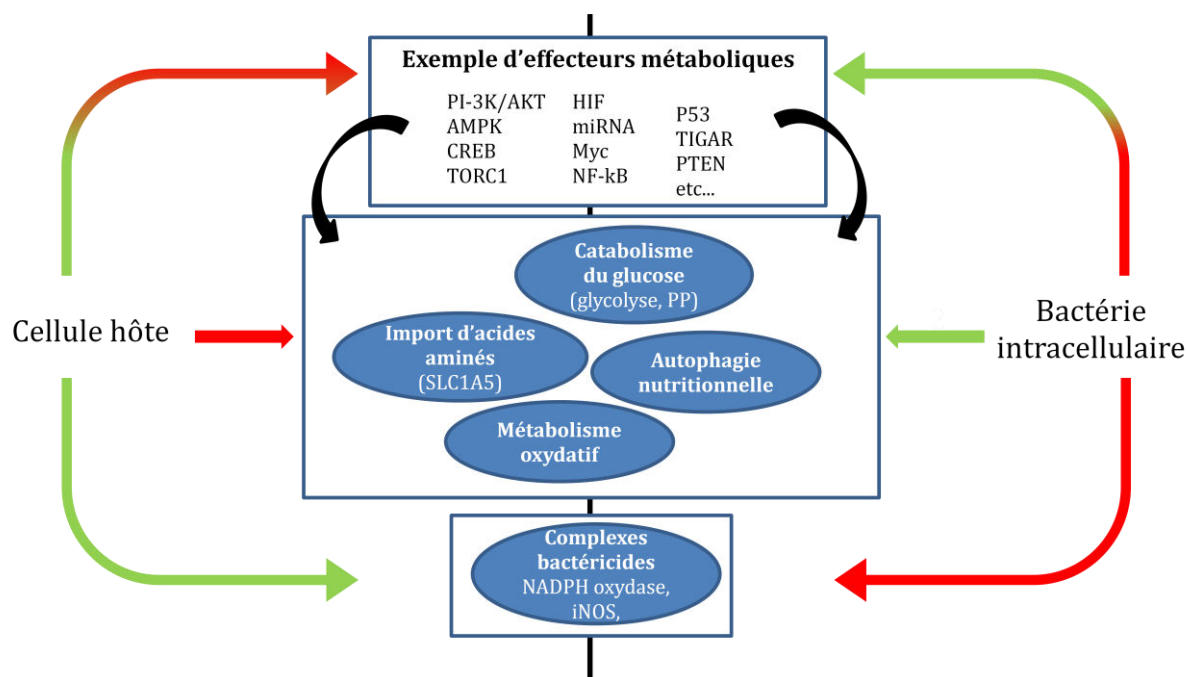 Exemple d'effecteurs métaboliques
PI-3K/AKT
AMPK
CREB
TORC1
HIF
miRNA
Myc
NF-kB
P53
TIGAR
PTEN
etc...
Cellule hôte
Catabolisme
du glucose
(glycolyse, PP)
Import d'acides
aminés
(SLC1A5)
Autophagie
nutritionnelle
Métabolisme
oxydatif
Bactérie
intracellulaire
Complexes
bactéricides
NADPH oxydase,
iNOS,